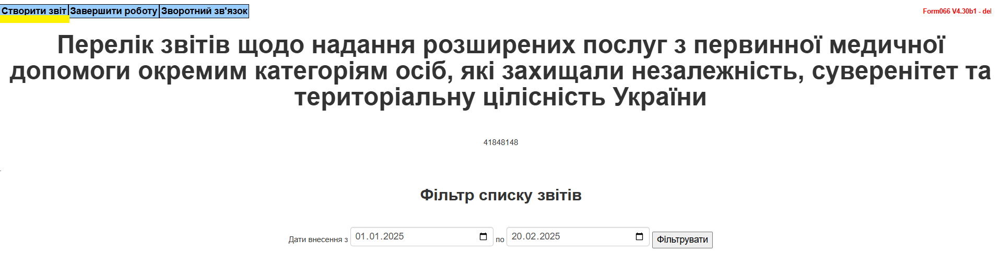 Створити звіт Завершити роботу Зворотний зв'язок Form066 V4.30b1 - del
Перелік звітів щодо надання розширених послуг з первинної медичної
допомоги окремим категоріям осіб, які захищали незалежність, суверенітет та
територіальну цілісність України
41848148
Фільтр списку звітів
Дати внесення з 01.01.2025 по 20.02.2025 Фільтрувати